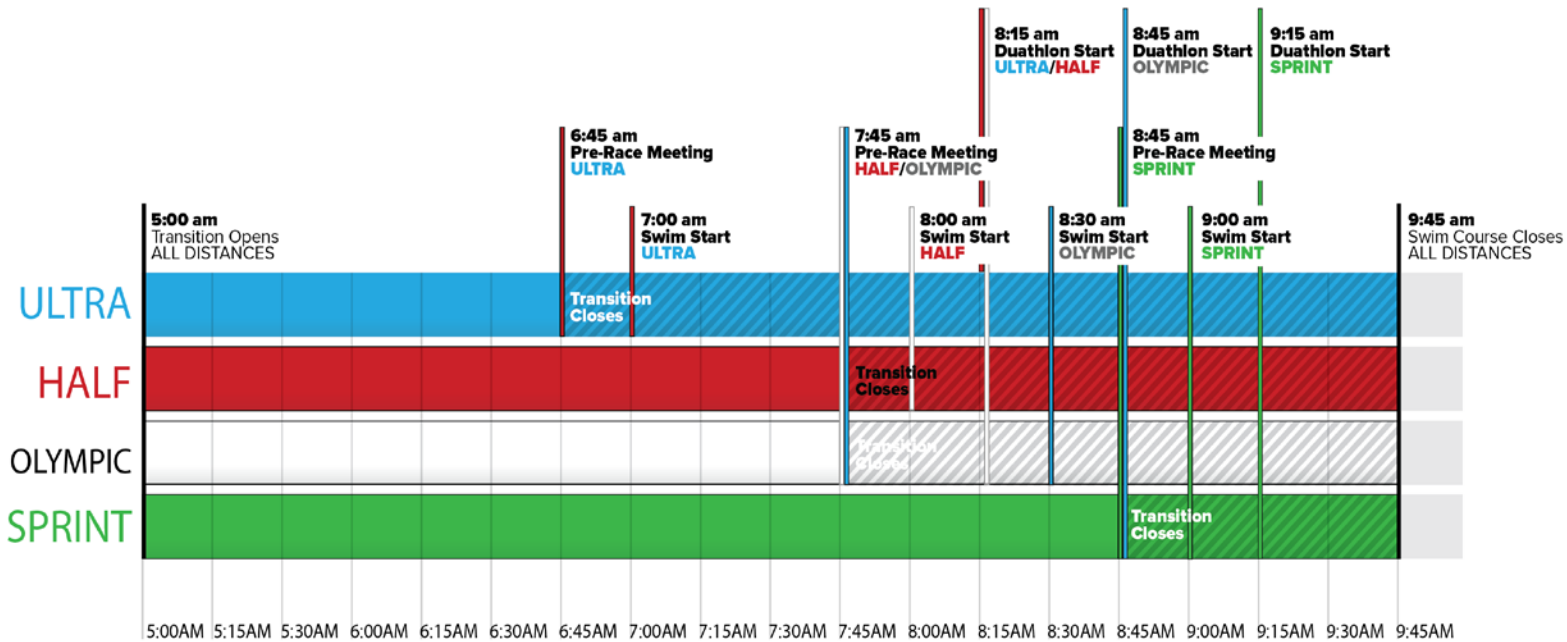 8:15 am
Duathlon Start
ULTRA/HALF
8:45 am
Duathlon Start
OLYMPIC
9:15 am
Duathlon Start
SPRINT
6:45 am
Pre-Race Meeting
ULTRA
7:45 am
Pre-Race Meeting
HALF/OLYMPIC
8:45 am
Pre-Race Meeting
SPRINT
5:00 am
Transition Opens
ALL DISTANCES
7:00 am
Swim Start
ULTRA
8:00 am
Swim Start
HALF
8:30 am
Swim Start
OLYMPIC
9:00 am
Swim Start
SPRINT
9:45 am
Swim Course Closes
ALL DISTANCES
ULTRA
Transition
Closes
HALF
Transition
Closes
OLYMPIC
Transition
Closes
SPRINT
Transition
Closes
5:00AM 5:15AM 5:30AM 6:00AM 6:15AM 6:30AM 6:45AM 7:00AM 7:15AM 7:30AM 7:45AM 8:00AM 8:15AM 8:30AM 8:45AM 9:00AM 9:15AM 9:30AM 9:45AM